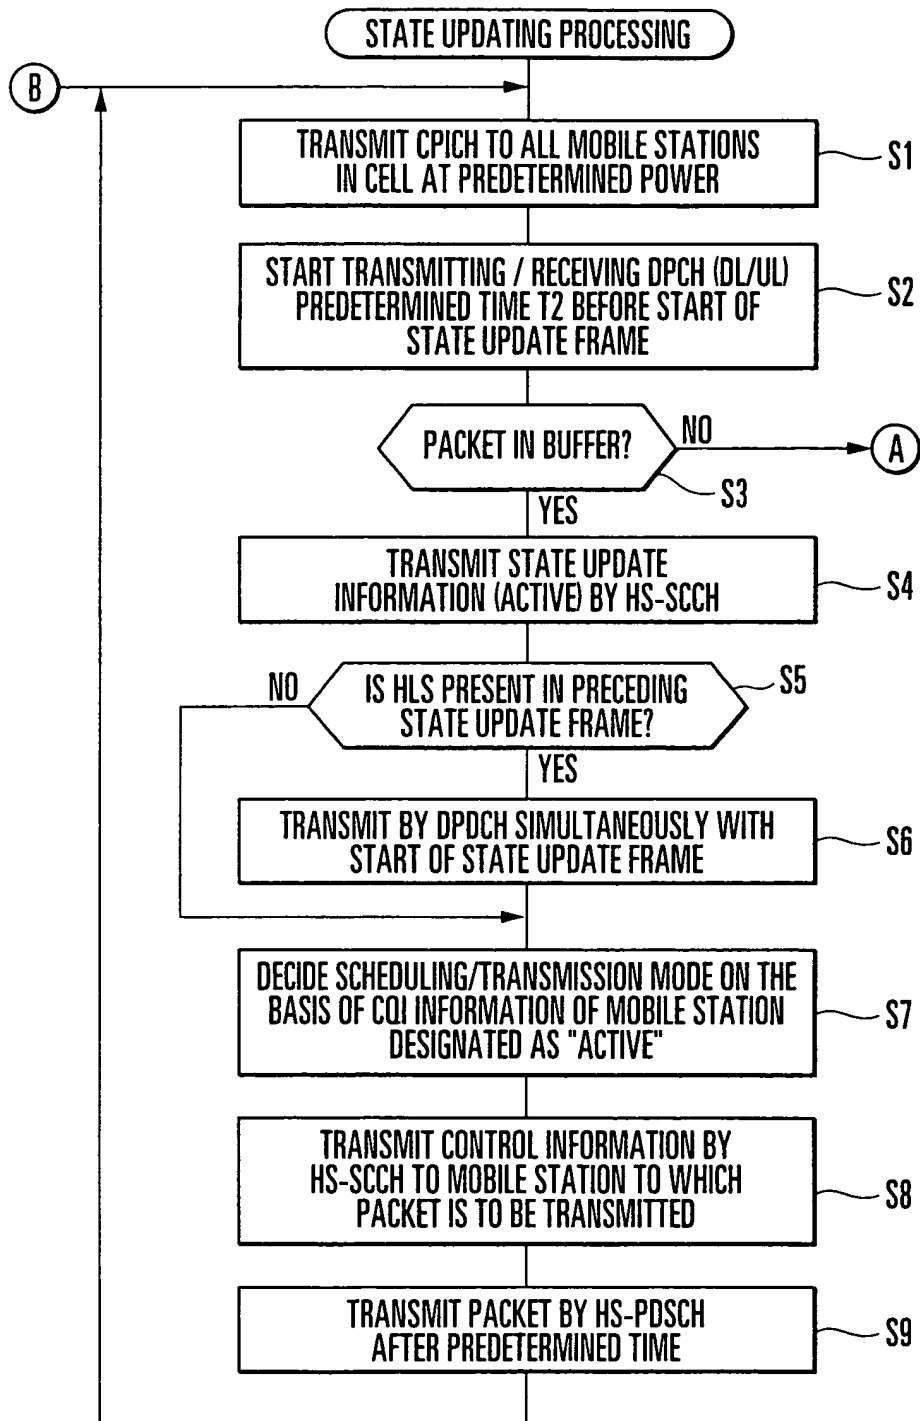 STATE UPDATING PROCESSING
B
TRANSMIT CPICH TO ALL MOBILE STATIONS
IN CELL AT PREDETERMINED POWER
S1
START TRANSMITTING / RECEIVING DPCH (DL/UL)
PREDETERMINED TIME T2 BEFORE START OF
STATE UPDATE FRAME
S2
PACKET IN BUFFER?
NO
A
S3
YES
TRANSMIT STATE UPDATE
INFORMATION (ACTIVE) BY HS-SCCH
S4
NO
IS HLS PRESENT IN PRECEDING
STATE UPDATE FRAME?
S5
YES
TRANSMIT BY DPDCH SIMULTANEOUSLY WITH
START OF STATE UPDATE FRAME
S6
DECIDE SCHEDULING/TRANSMISSION MODE ON THE
BASIS OF CQI INFORMATION OF MOBILE STATION
DESIGNATED AS "ACTIVE"
S7
TRANSMIT CONTROL INFORMATION BY
HS-SCCH TO MOBILE STATION TO WHICH
PACKET IS TO BE TRANSMITTED
S8
TRANSMIT PACKET BY HS-PDSCH
AFTER PREDETERMINED TIME
S9